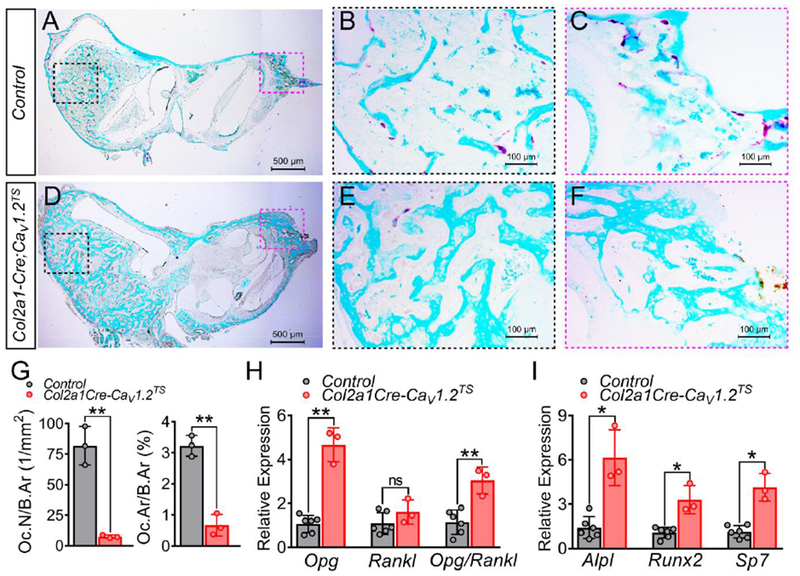 Control
A
B
C
500 µm
100 µm
100 µm
Col2a1-Cre;CaV1.2TS
D
E
F
500 µm
100 µm
100 µm
G
Control
Col2a1Cre-CaV1.2TS
Oc.N/B.Ar (1/mm2)
100
75
50
25
0
**
Oc.Ar/B.Ar (%)
4
3
2
1
0
**
H
Control
Col2a1Cre-CaV1.2TS
Relative Expression
6
4
2
0
**
ns
**
Opg
Rankl
Opg/Rankl
I
Control
Col2a1Cre-CaV1.2TS
Relative Expression
9
6
3
0
*
*
*
Alpl
Runx2
Sp7